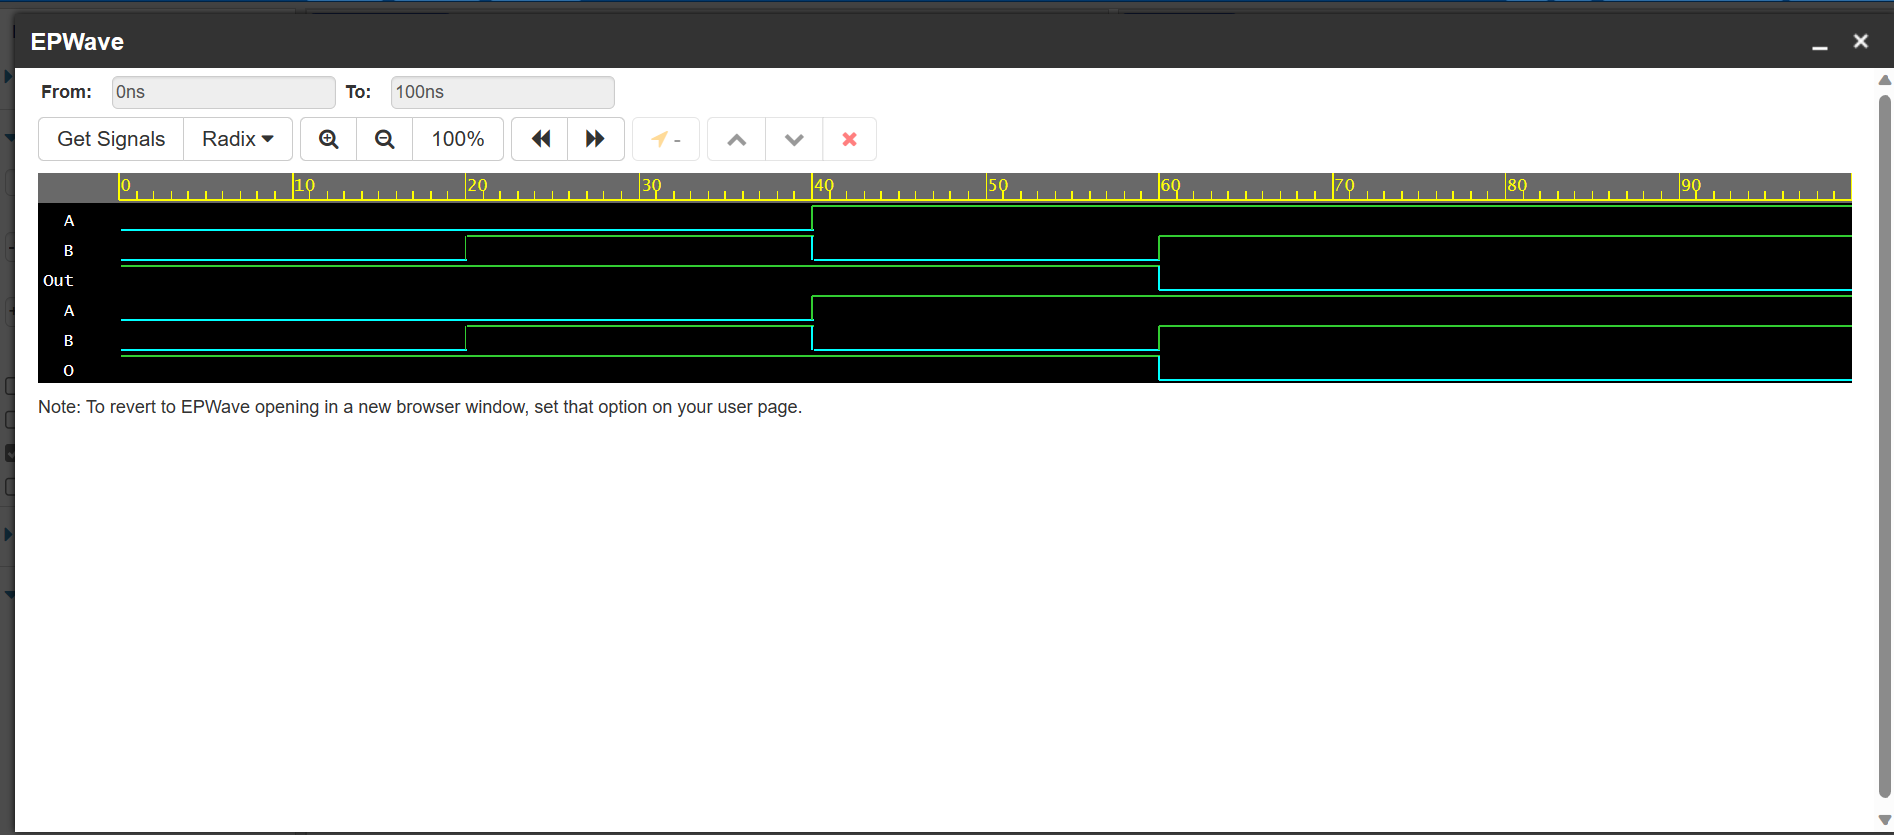 EPWave
From: 0ns To: 100ns
Get Signals Radix 100% -
0 10 20 30 40 50 60 70 80 90
A
B
Out
A
B
O
Note: To revert to EPWave opening in a new browser window, set that option on your user page.